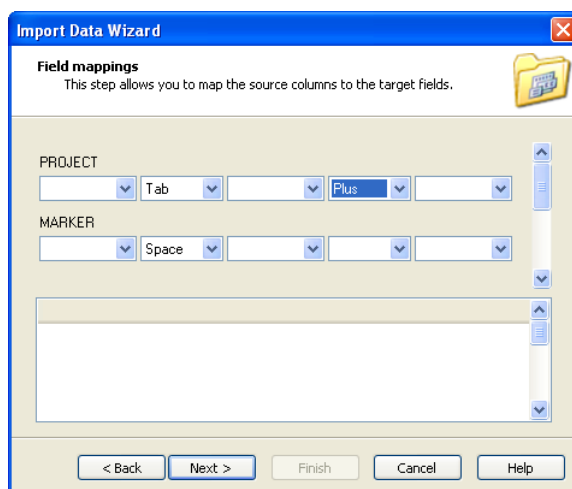 Import Data Wizard
Field mappings
This step allows you to map the source columns to the target fields.
PROJECT
Tab Plus
MARKER
Space
< Back Next > Finish Cancel Help